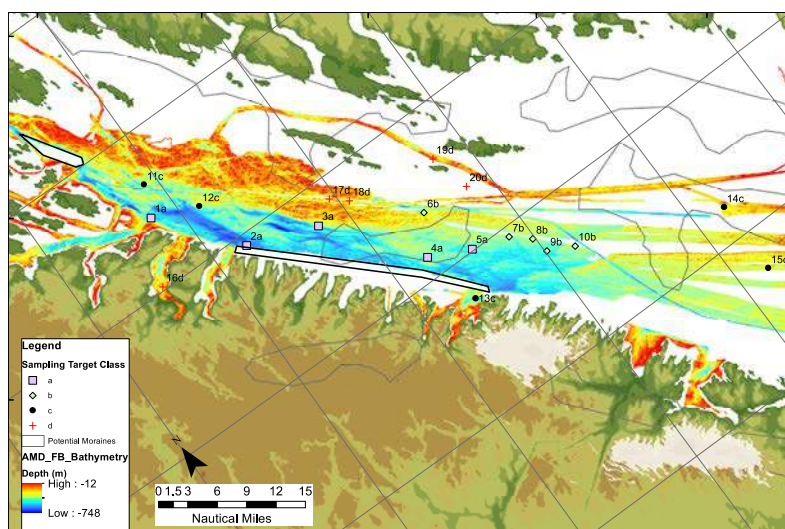 19d
20d
11c
17d
18d
12c
6b
14c
1a
3a
7b
8b
2a
5a
9b
10b
4a
15c
16d
13c
Legend
Sampling Target Class
a
b
c
d
Potential Moraines
AMD_FB_Bathymetry
Depth (m)
High : -12
Low : -748
N
0 1.5 3 6 9 12 15
Nautical Miles